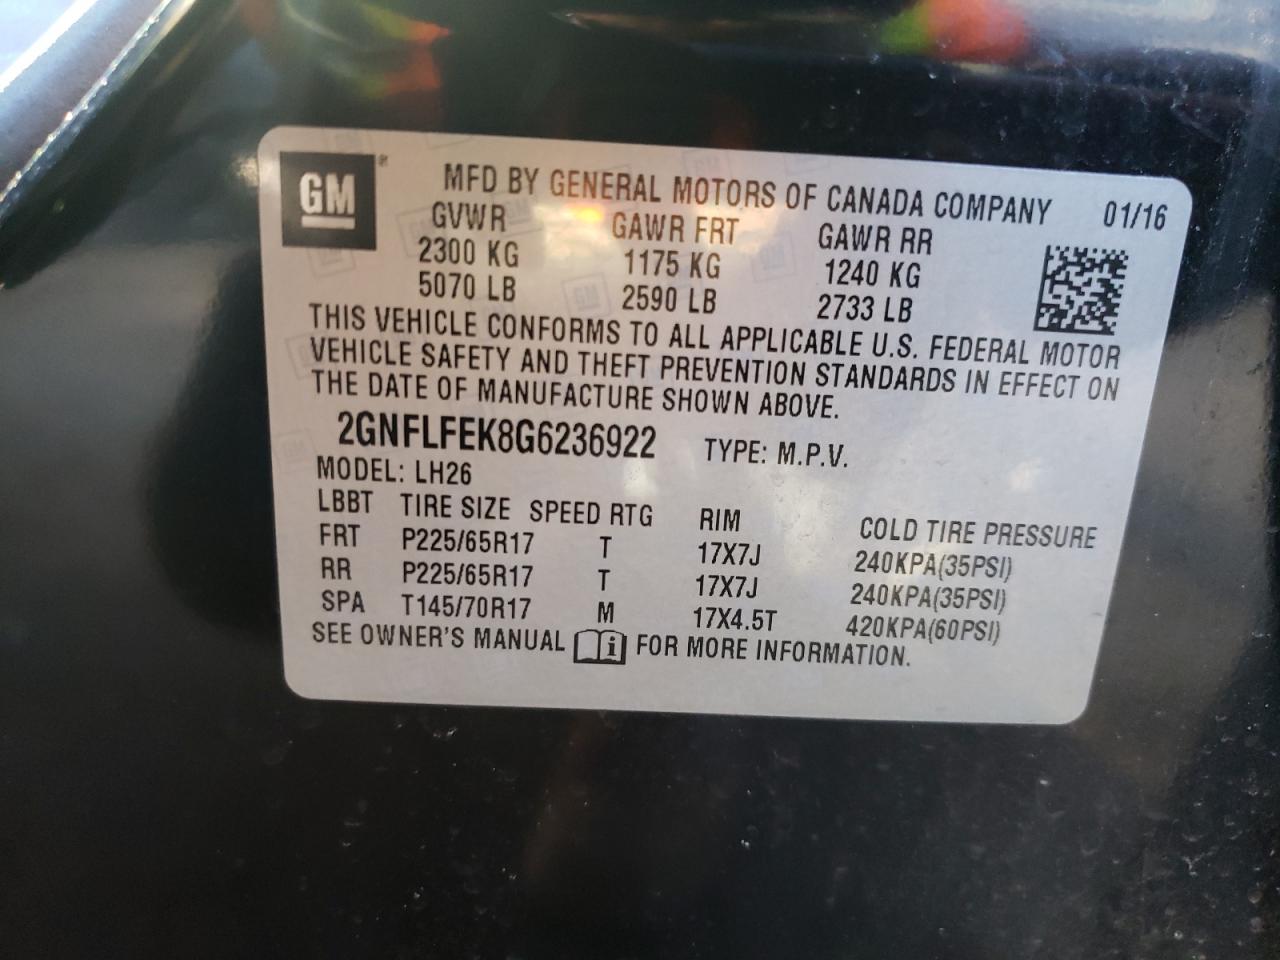 GM ®
MFD BY GENERAL MOTORS OF CANADA COMPANY 01/16
GVWR GAWR FRT GAWR RR
2300 KG 1175 KG 1240 KG
5070 LB 2590 LB 2733 LB
THIS VEHICLE CONFORMS TO ALL APPLICABLE U.S. FEDERAL MOTOR
VEHICLE SAFETY AND THEFT PREVENTION STANDARDS IN EFFECT ON
THE DATE OF MANUFACTURE SHOWN ABOVE.
2GNFLFEK8G6236922 TYPE: M.P.V.
MODEL: LH26
LBBT TIRE SIZE SPEED RTG RIM COLD TIRE PRESSURE
FRT P225/65R17 T 17X7J 240KPA(35PSI)
RR P225/65R17 T 17X7J 240KPA(35PSI)
SPA T145/70R17 M 17X4.5T 420KPA(60PSI)
SEE OWNER'S MANUAL i FOR MORE INFORMATION.